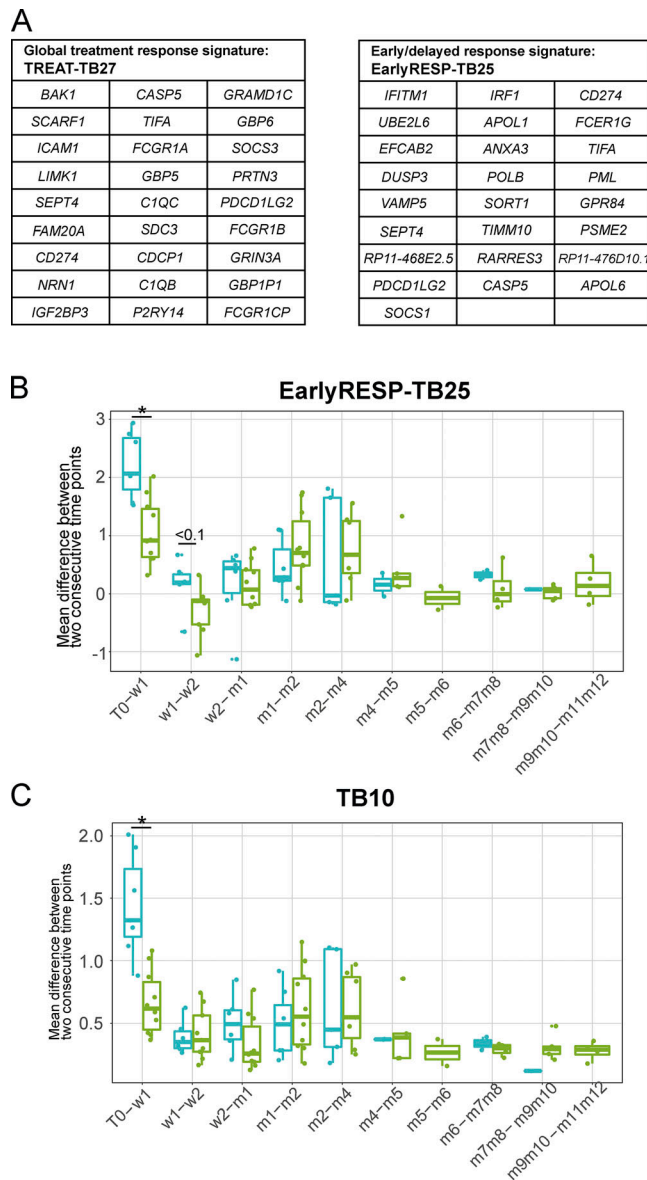 A
Global treatment response signature:
TREAT-TB27
BAK1 CASP5 GRAMD1C
SCARF1 TIFA GBP6
ICAM1 FCGR1A SOCS3
LIMK1 GBP5 PRTN3
SEPT4 C1QC PDCD1LG2
FAM20A SDC3 FCGR1B
CD274 CDCP1 GRIN3A
NRN1 C1QB GBP1P1
IGF2BP3 P2RY14 FCGR1CP
Early/delayed response signature:
EarlyRESP-TB25
IFITM1 IRF1 CD274
UBE2L6 APOL1 FCER1G
EFCAB2 ANXA3 TIFA
DUSP3 POLB PML
VAMP5 SORT1 GPR84
SEPT4 TIMM10 PSME2
RP11-468E2.5 RARRES3 RP11-476D10.1
PDCD1LG2 CASP5 APOL6
SOCS1
B
EarlyRESP-TB25
Mean difference between
two consecutive time points
3
2
1
0
-1
*
<0.1
T0-w1 w1-w2 w2-m1 m1-m2 m2-m4 m4-m5 m5-m6 m6-m7m8 m7m8-m9m10 m9m10-m11m12
C
TB10
Mean difference between
two consecutive time points
2.0
1.5
1.0
0.5
*
T0-w1 w1-w2 w2-m1 m1-m2 m2-m4 m4-m5 m5-m6 m6-m7m8 m7m8-m9m10 m9m10-m11m12